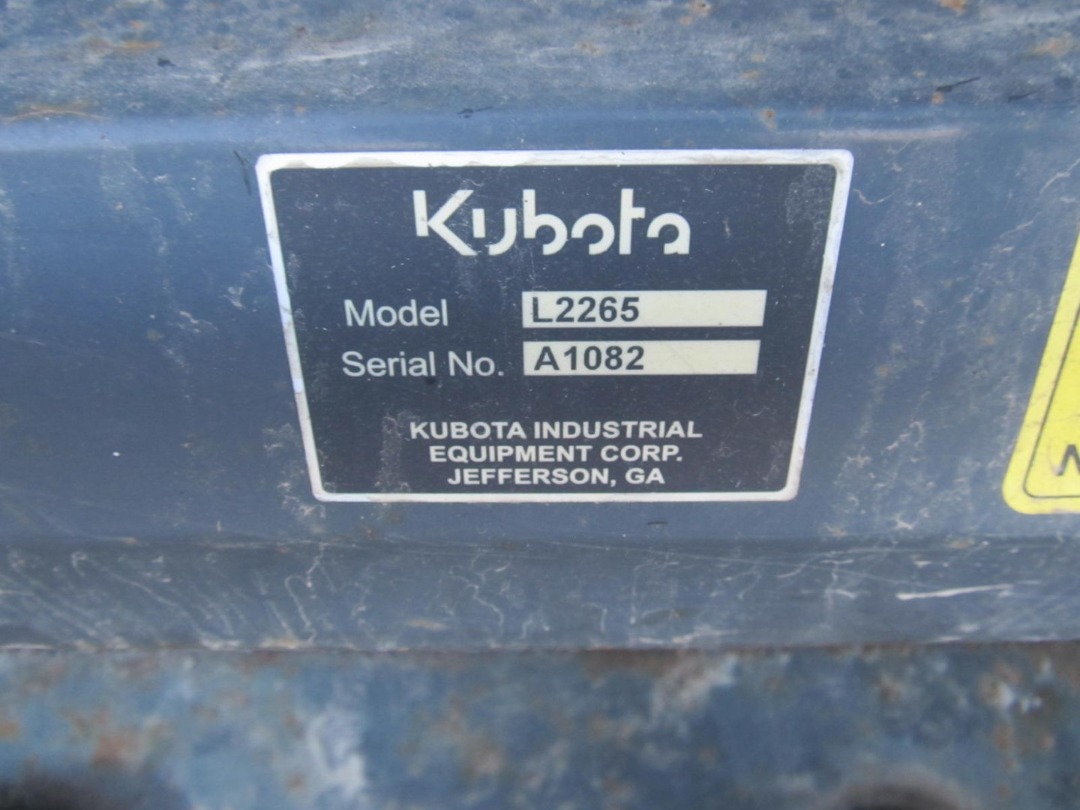 Kubota
Model L2265
Serial No. A1082
KUBOTA INDUSTRIAL
EQUIPMENT CORP.
JEFFERSON, GA